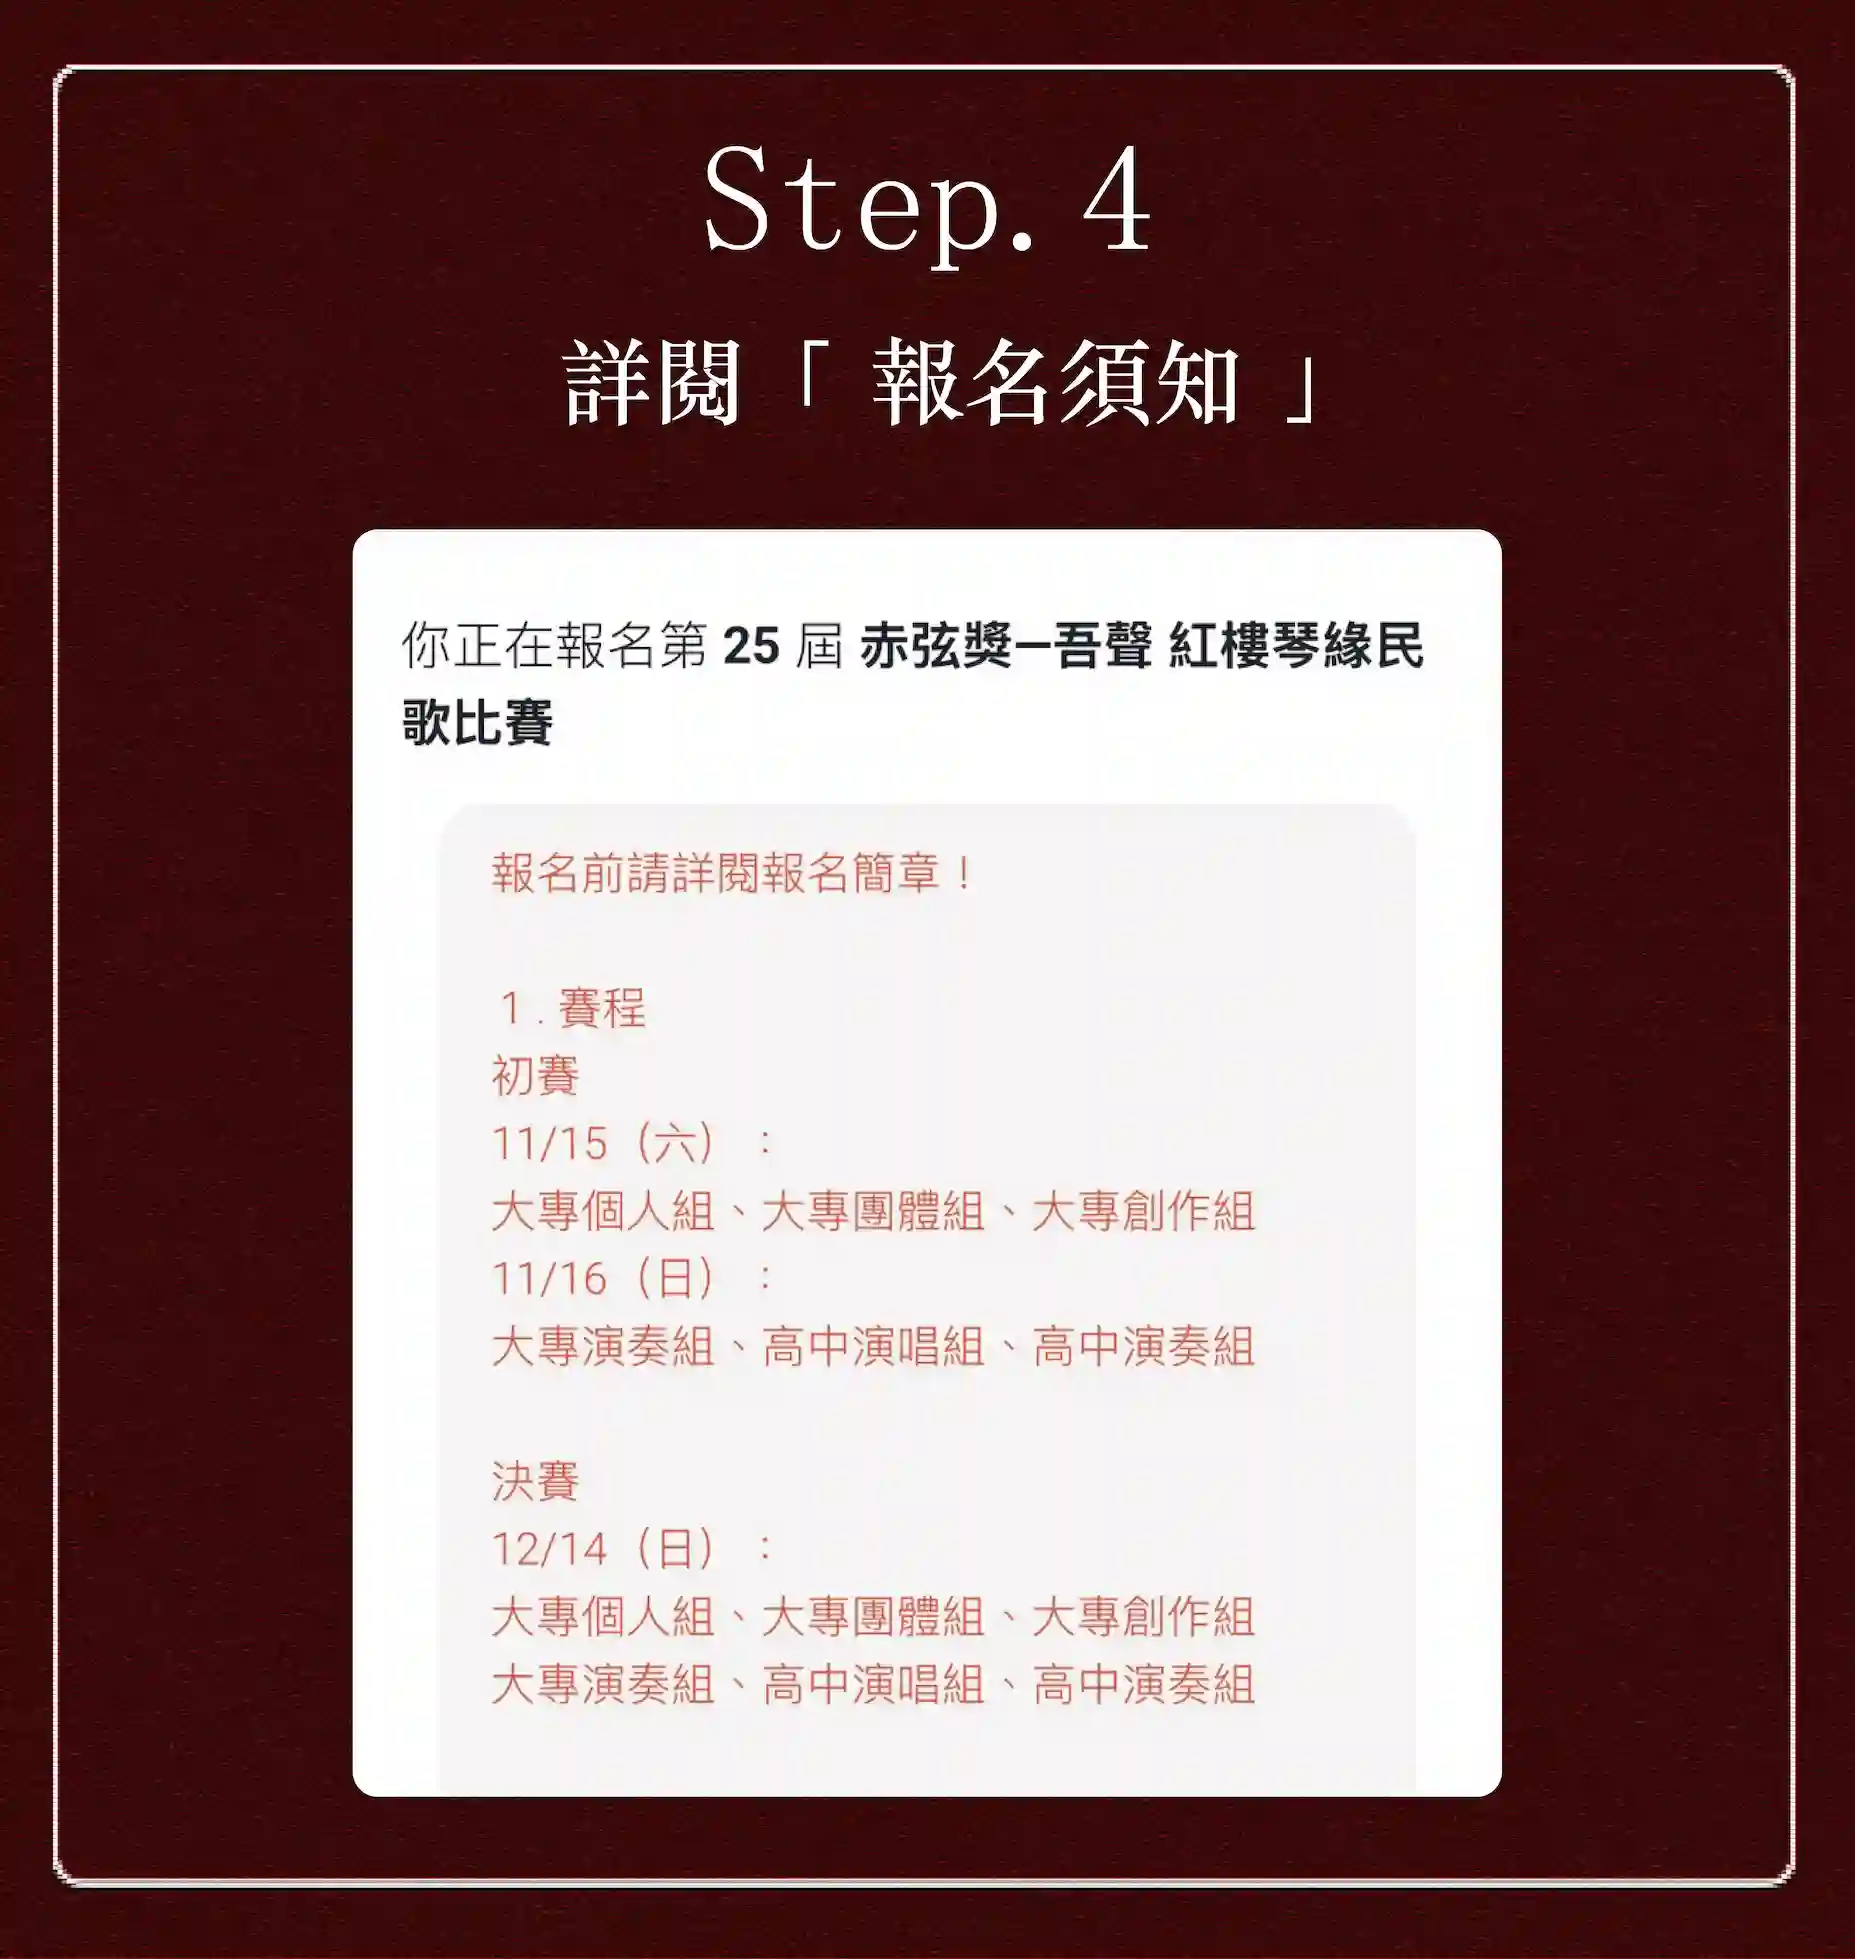 Step.4
詳閱「報名須知」
你正在報名第 25 屆 赤弦獎—吾聲 紅樓琴緣民
歌比賽
報名前請詳閱報名簡章！
1 . 賽程
初賽
11/15（六）：
大專個人組、大專團體組、大專創作組
11/16（日）：
大專演奏組、高中演唱組、高中演奏組
決賽
12/14（日）：
大專個人組、大專團體組、大專創作組
大專演奏組、高中演唱組、高中演奏組